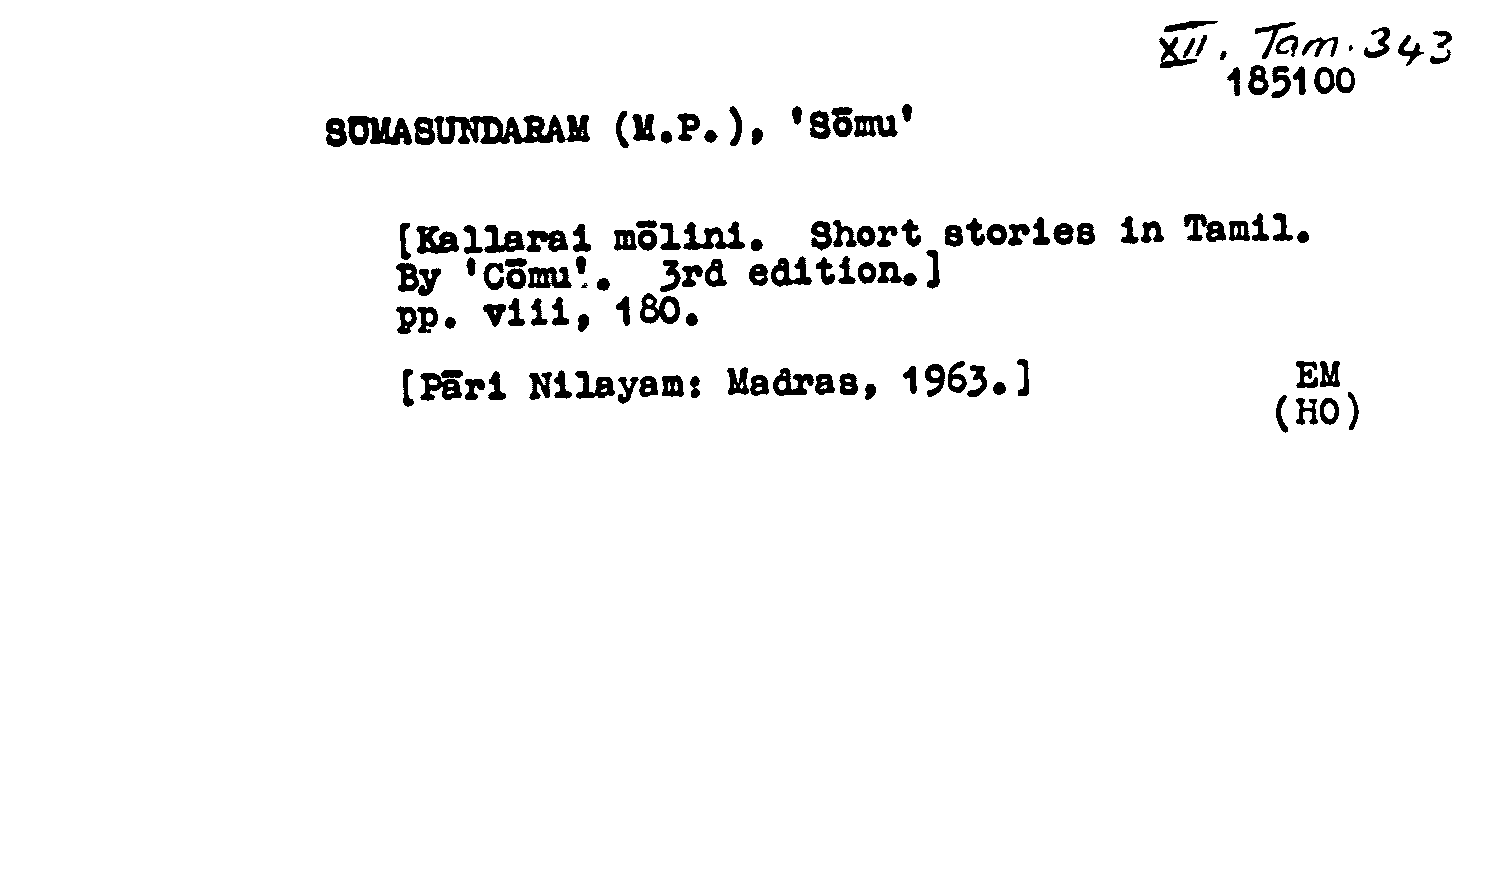 XII. Tam. 343
185100
SŌMASUNDARAM (M.P.), 'Sōmu'
[Kallarai mōlini. Short stories in Tamil.
By 'Cōmu'. 3rd edition.]
pp. viii, 180.
[Pāri Nilayam: Madras, 1963.] EM
(HO)